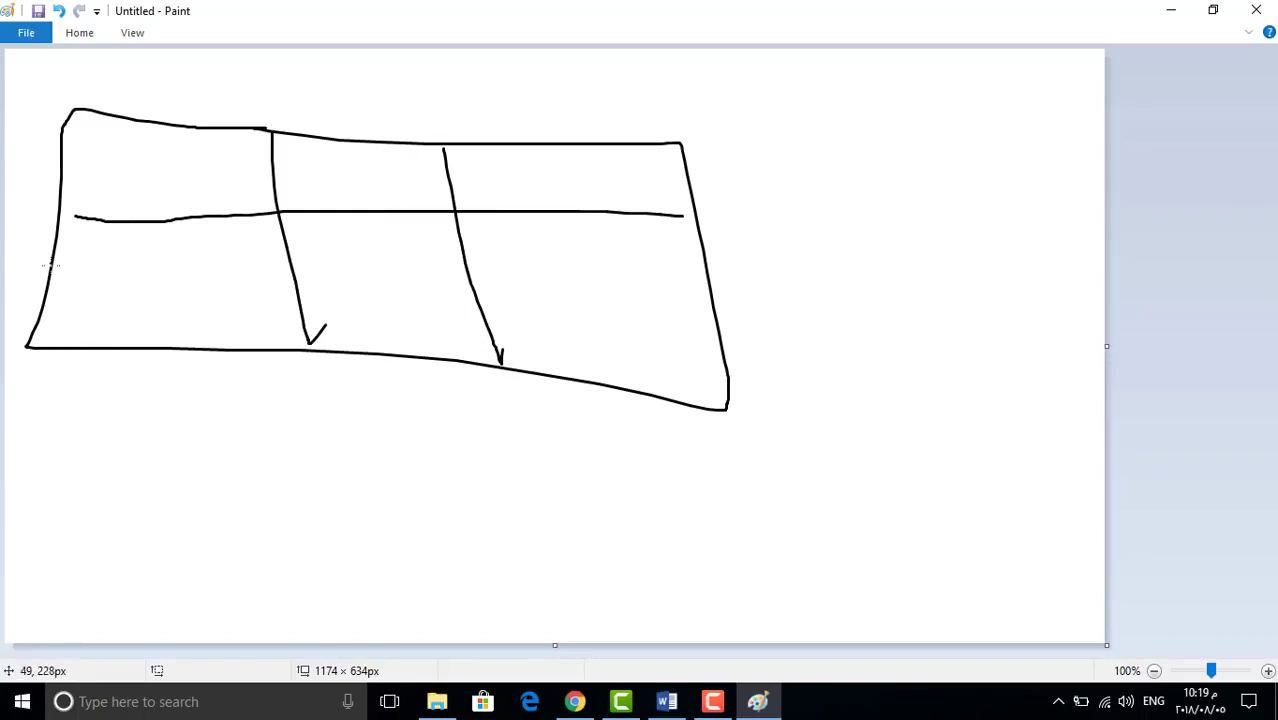 Untitled - Paint
File Home View
49, 228px 1174 × 634px 100%
Type here to search ENG 10:19 م
٢٠١٨/٠٨/٠٥